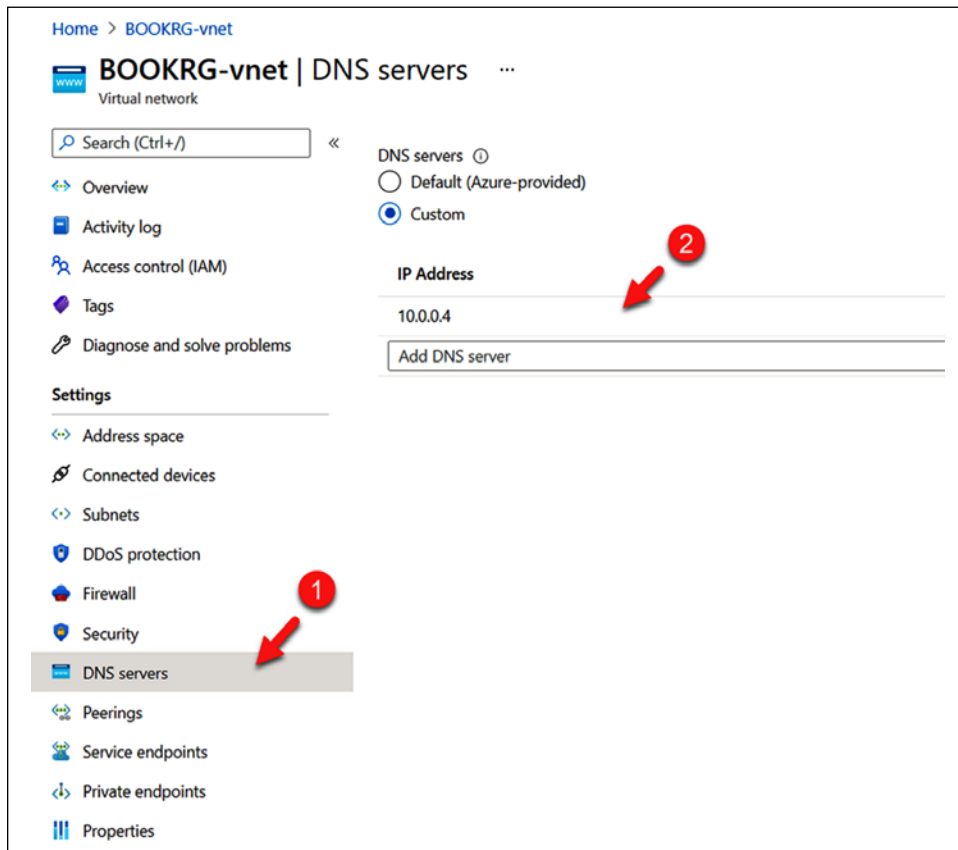 Home > BOOKRG-vnet
www
BOOKRG-vnet | DNS servers ...
Virtual network
Search (Ctrl+/)
«
Overview
Activity log
Access control (IAM)
Tags
Diagnose and solve problems
Settings
Address space
Connected devices
Subnets
DDoS protection
Firewall
1
Security
DNS servers
Peerings
Service endpoints
Private endpoints
Properties
DNS servers
Default (Azure-provided)
Custom
2
IP Address
10.0.0.4
Add DNS server